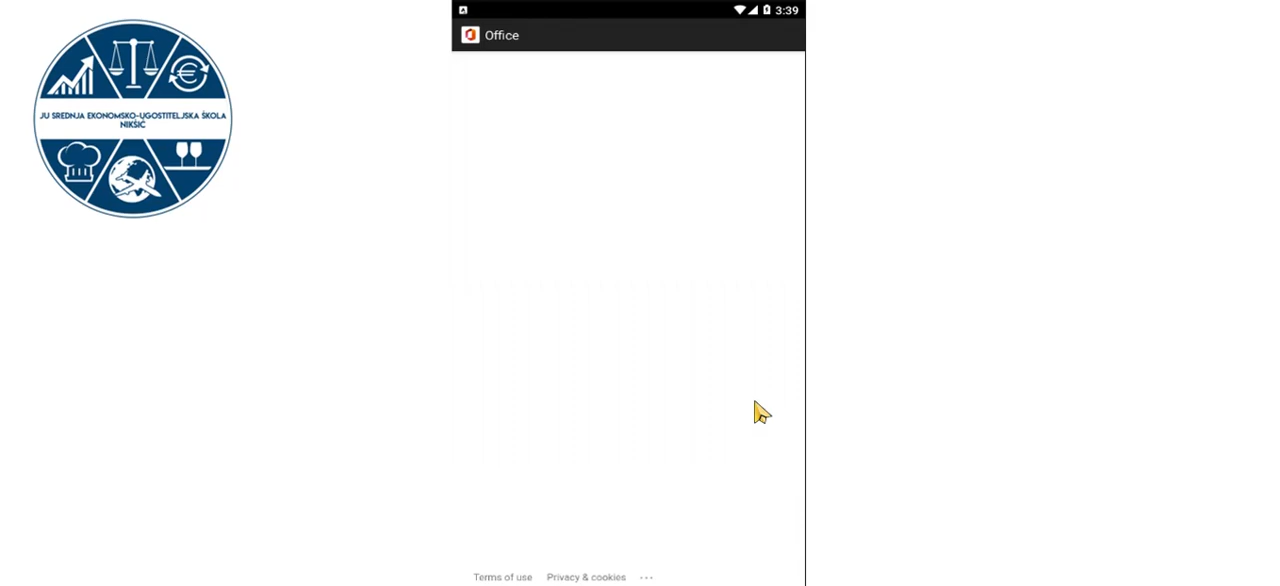 JU SREDNJA EKONOMSKO-UGOSTITELJSKA ŠKOLA
NIKŠIĆ
3:39
Office
Terms of use Privacy & cookies ...